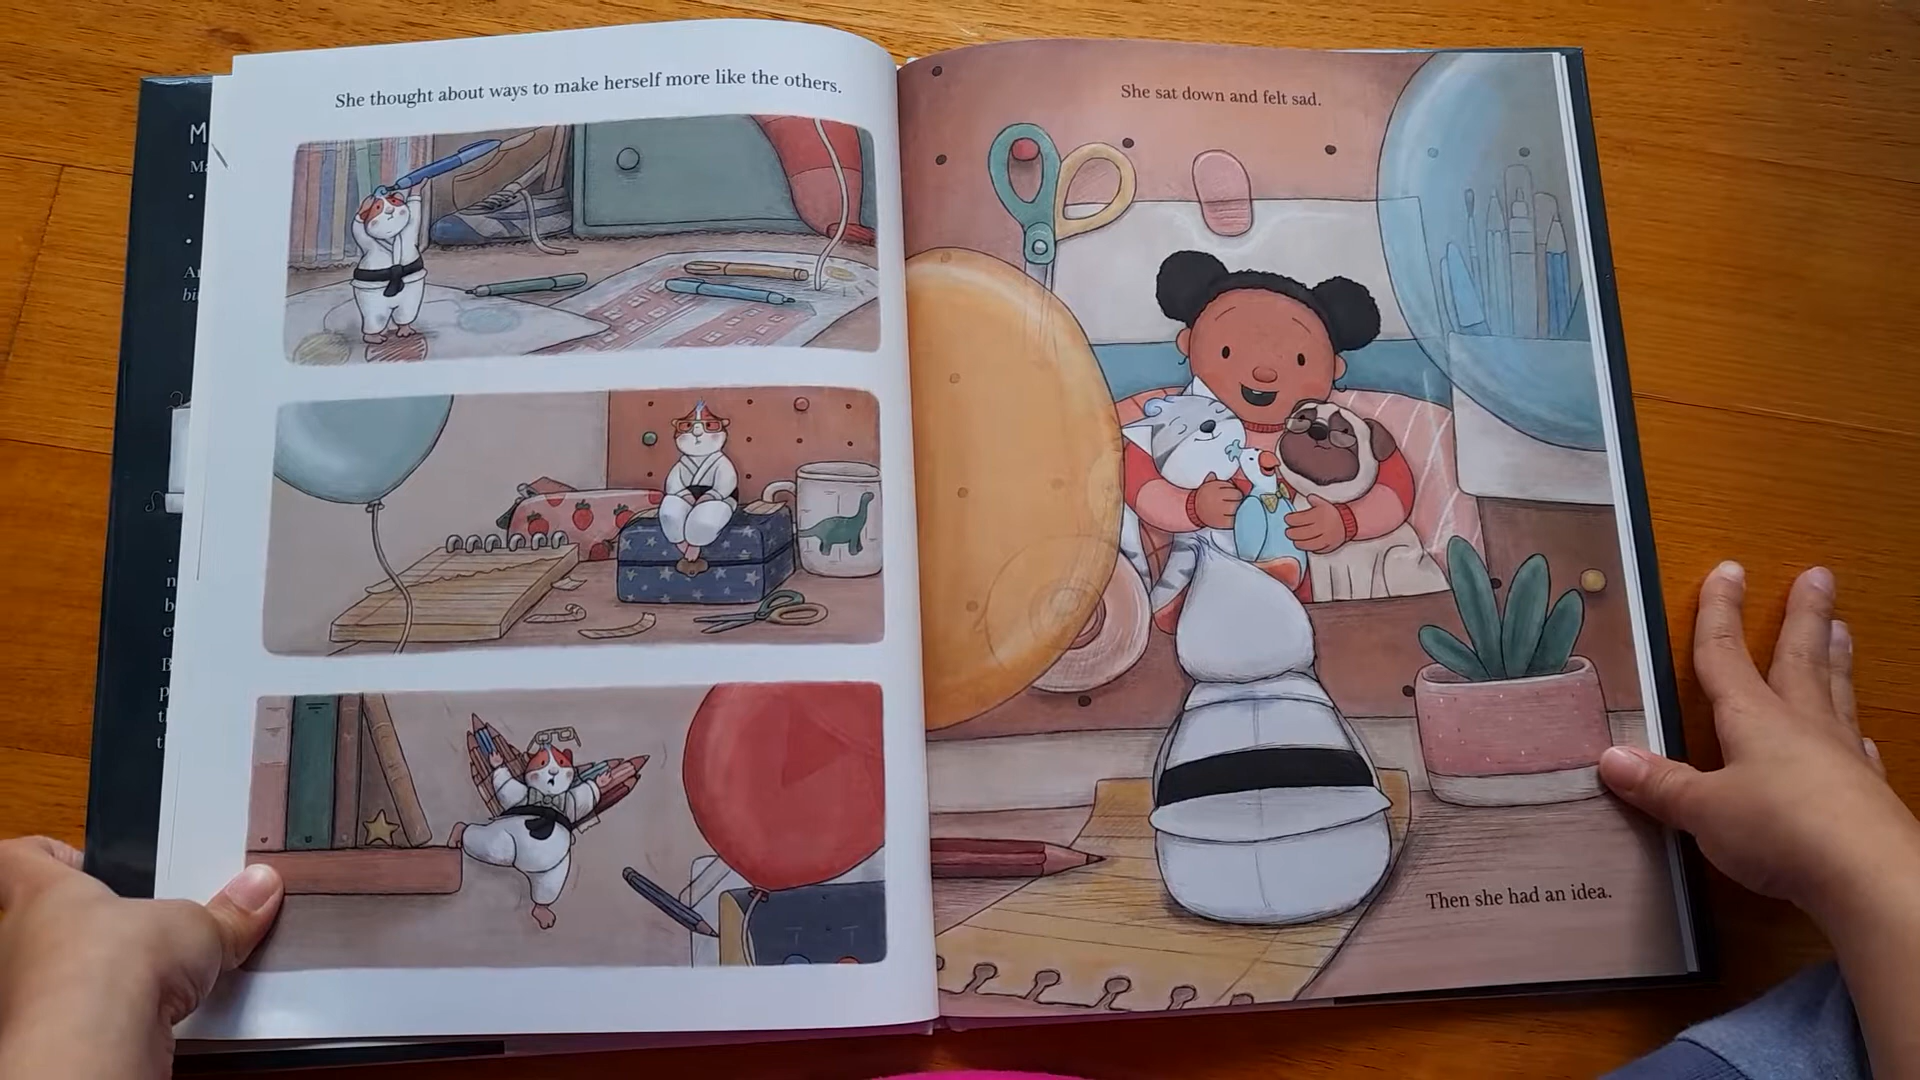 She thought about ways to make herself more like the others.
She sat down and felt sad.
Then she had an idea.